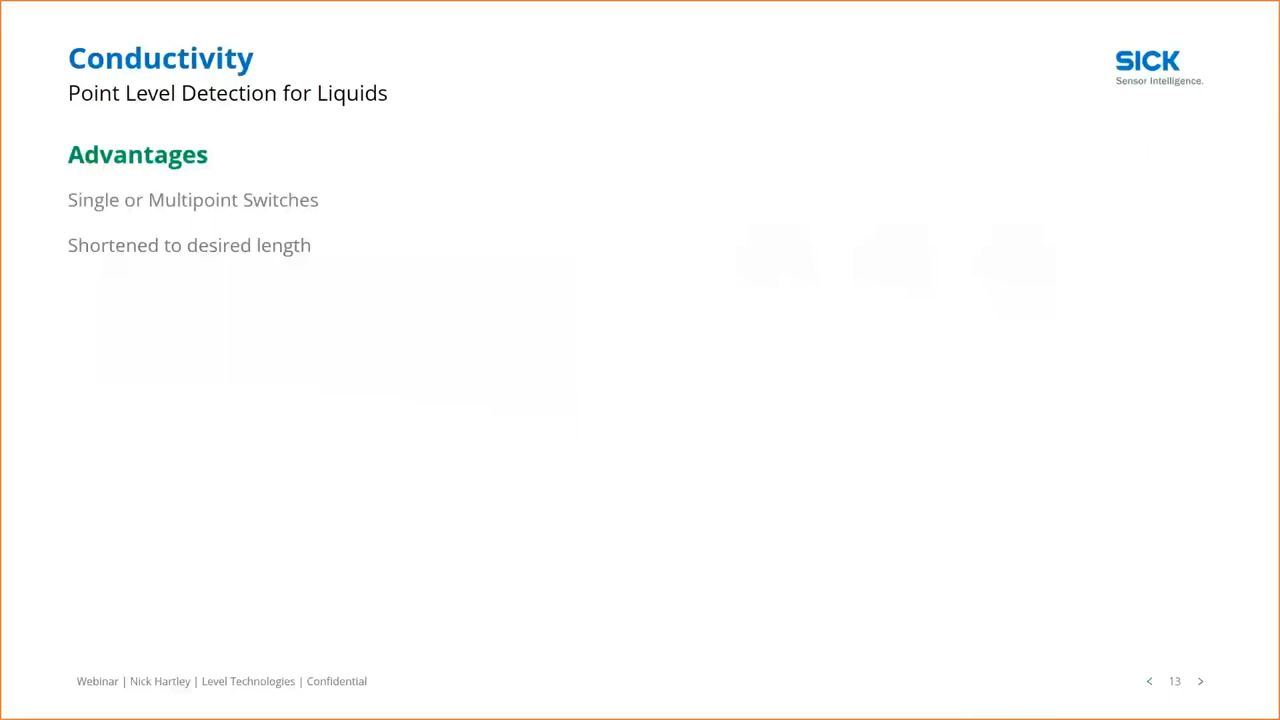 Conductivity
Point Level Detection for Liquids
SICK
Sensor Intelligence.
Advantages
Single or Multipoint Switches
Shortened to desired length
Webinar | Nick Hartley | Level Technologies | Confidential
< 13 >